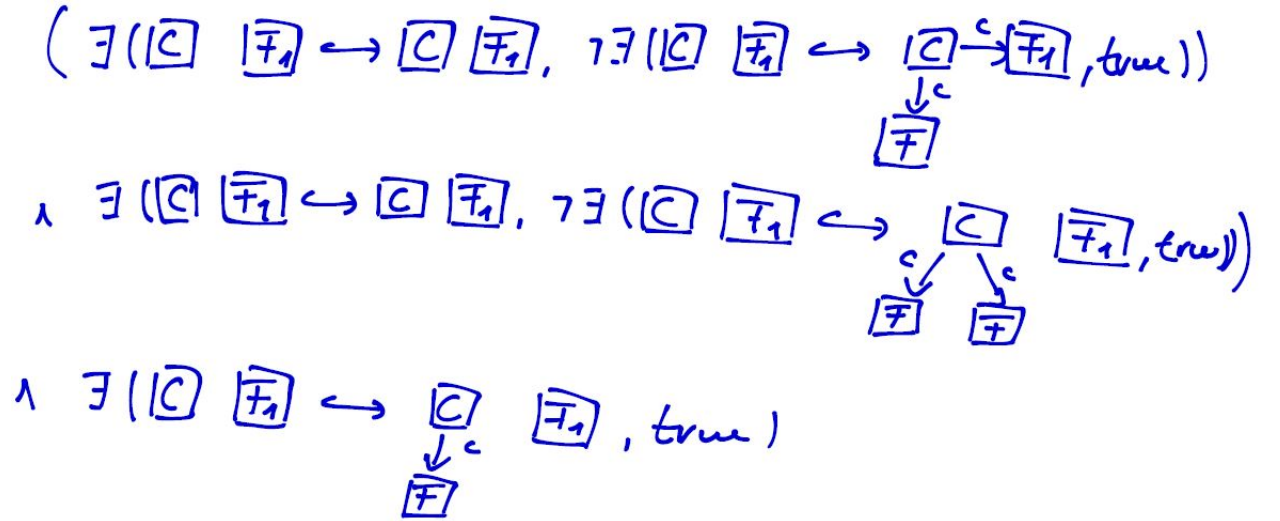 ( ∃(C F1 ↔ C F1, ¬∃(C F1 ↔ C -c→ F1, true))
↓c
F
∧ ∃(C F1 ↔ C F1, ¬∃(C F1 ↔ C F1, true)))
c c
F F
∧ ∃(C F1 ↔ C F1, true)
↓c
F